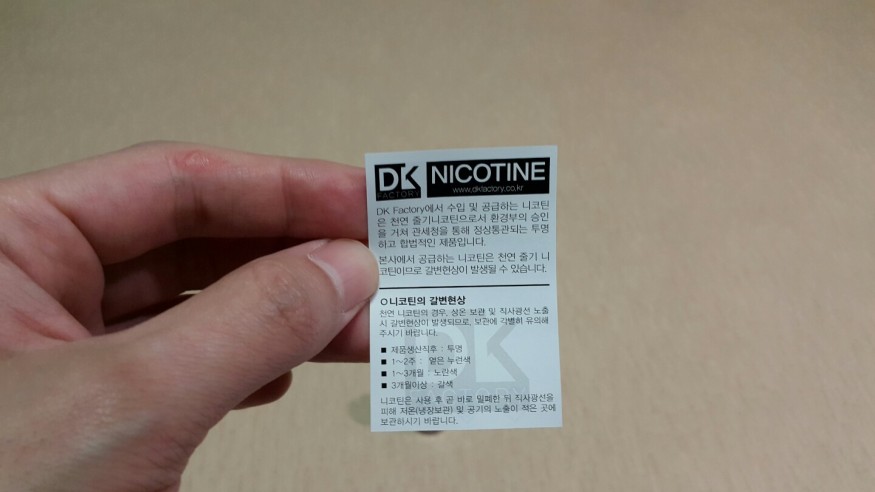 DK
FACTORY
NICOTINE
www.dkfactory.co.kr
DK Factory에서 수입 및 공급하는 니코틴
은 천연 줄기니코틴으로서 환경부의 승인
을 거쳐 관세청을 통해 정상통관되는 투명
하고 합법적인 제품입니다.
본사에서 공급하는 니코틴은 천연 줄기 니
코틴이므로 갈변현상이 발생될 수 있습니다.
○니코틴의 갈변현상
천연 니코틴의 경우, 상온 보관 및 직사광선 노출
시 갈변현상이 발생되므로, 보관에 각별히 유의해
주시기 바랍니다.
■ 제품생산직후 : 투명
■ 1~2주 : 옅은 누런색
■ 1~3개월 : 노란색
■ 3개월이상 : 갈색
DK
FACTORY
니코틴은 사용 후 곧 바로 밀폐한 뒤 직사광선을
피해 저온(냉장보관) 및 공기의 노출이 적은 곳에
보관하시기 바랍니다.